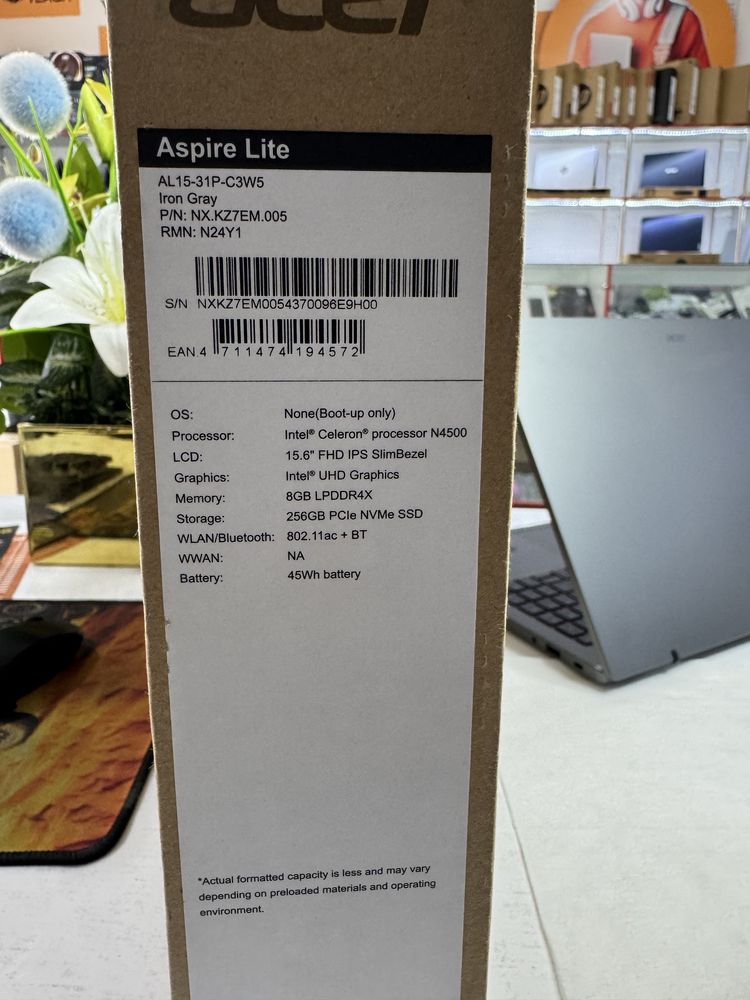 acer
Aspire Lite
AL15-31P-C3W5
Iron Gray
P/N: NX.KZ7EM.005
RMN: N24Y1
S/N NXKZ7EM0054370096E9H00
EAN.4 711474 194572
OS: None(Boot-up only)
Processor: Intel® Celeron® processor N4500
LCD: 15.6" FHD IPS SlimBezel
Graphics: Intel® UHD Graphics
Memory: 8GB LPDDR4X
Storage: 256GB PCIe NVMe SSD
WLAN/Bluetooth: 802.11ac + BT
WWAN: NA
Battery: 45Wh battery
*Actual formatted capacity is less and may vary
depending on preloaded materials and operating
environment.
acer